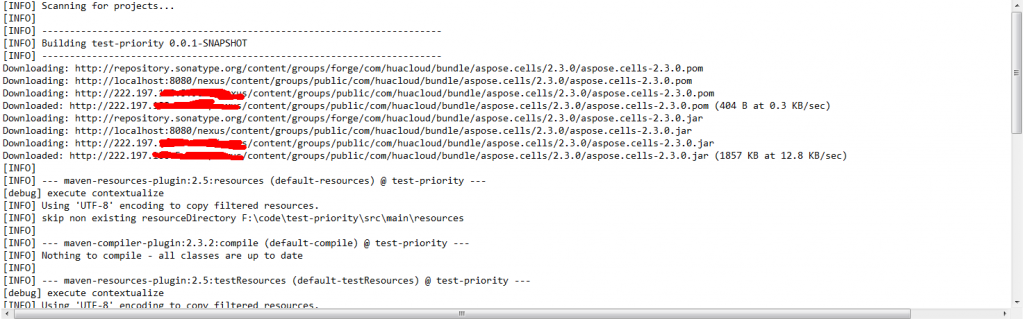 [INFO] Scanning for projects...
[INFO]
[INFO] ------------------------------------------------------------------------
[INFO] Building test-priority 0.0.1-SNAPSHOT
[INFO] ------------------------------------------------------------------------
Downloading: http://repository.sonatype.org/content/groups/forge/com/huacloud/bundle/aspose.cells/2.3.0/aspose.cells-2.3.0.pom
Downloading: http://localhost:8080/nexus/content/groups/public/com/huacloud/bundle/aspose.cells/2.3.0/aspose.cells-2.3.0.pom
Downloading: http://222.197. /content/groups/public/com/huacloud/bundle/aspose.cells/2.3.0/aspose.cells-2.3.0.pom
Downloaded: http://222.197. /content/groups/public/com/huacloud/bundle/aspose.cells/2.3.0/aspose.cells-2.3.0.pom (404 B at 0.3 KB/sec)
Downloading: http://repository.sonatype.org/content/groups/forge/com/huacloud/bundle/aspose.cells/2.3.0/aspose.cells-2.3.0.jar
Downloading: http://localhost:8080/nexus/content/groups/public/com/huacloud/bundle/aspose.cells/2.3.0/aspose.cells-2.3.0.jar
Downloading: http://222.197. /content/groups/public/com/huacloud/bundle/aspose.cells/2.3.0/aspose.cells-2.3.0.jar
Downloaded: http://222.197. /content/groups/public/com/huacloud/bundle/aspose.cells/2.3.0/aspose.cells-2.3.0.jar (1857 KB at 12.8 KB/sec)
[INFO]
[INFO] --- maven-resources-plugin:2.5:resources (default-resources) @ test-priority ---
[debug] execute contextualize
[INFO] Using 'UTF-8' encoding to copy filtered resources.
[INFO] skip non existing resourceDirectory F:\code\test-priority\src\main\resources
[INFO]
[INFO] --- maven-compiler-plugin:2.3.2:compile (default-compile) @ test-priority ---
[INFO] Nothing to compile - all classes are up to date
[INFO]
[INFO] --- maven-resources-plugin:2.5:testResources (default-testResources) @ test-priority ---
[debug] execute contextualize
[INFO] Using 'UTF-8' encoding to copy filtered resources.